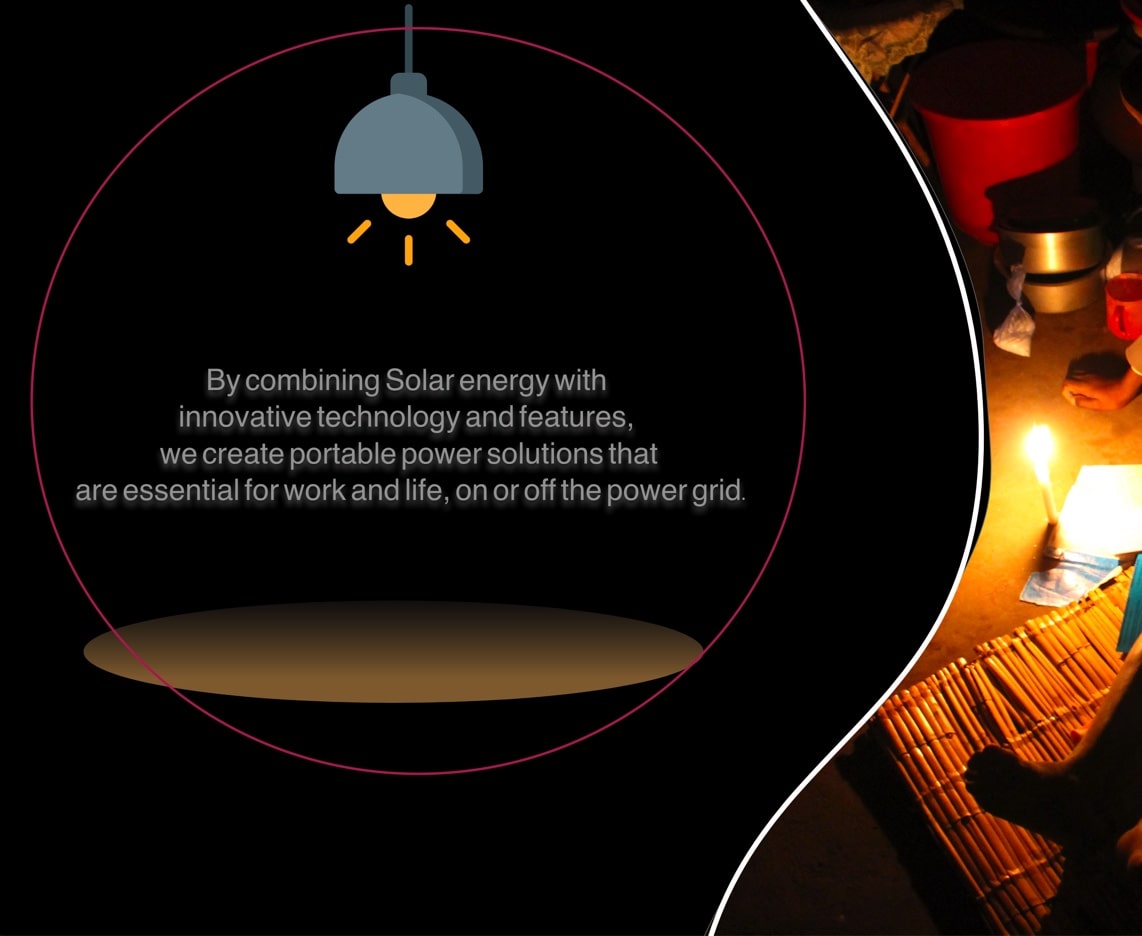 By combining Solar energy with
innovative technology and features,
we create portable power solutions that
are essential for work and life, on or off the power grid.